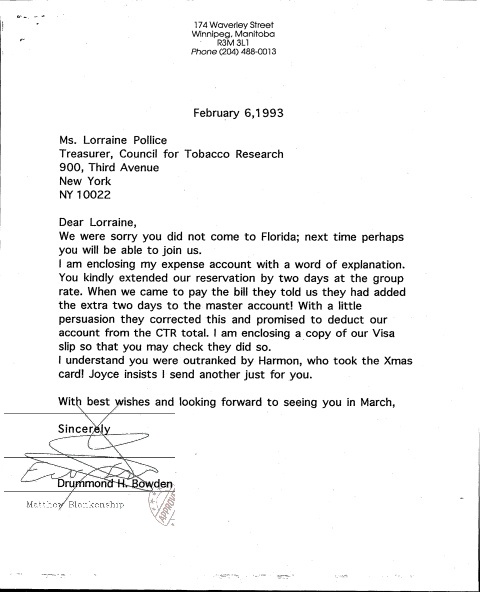 174 Waverley Street
Winnipeg, Manitoba
R3M 3L1
Phone (204) 488-0013
February 6,1993
Ms. Lorraine Pollice
Treasurer, Council for Tobacco Research
900, Third Avenue
New York
NY 10022
Dear Lorraine,
We were sorry you did not come to Florida; next time perhaps
you will be able to join us.
I am enclosing my expense account with a word of explanation.
You kindly extended our reservation by two days at the group
rate. When we came to pay the bill they told us they had added
the extra two days to the master account! With a little
persuasion they corrected this and promised to deduct our
account from the CTR total. I am enclosing a copy of our Visa
slip so that you may check they did so.
I understand you were outranked by Harmon, who took the Xmas
card! Joyce insists I send another just for you.
With best wishes and looking forward to seeing you in March,
Sincerely
Drummond H. Bowden
Matthew Blankenship